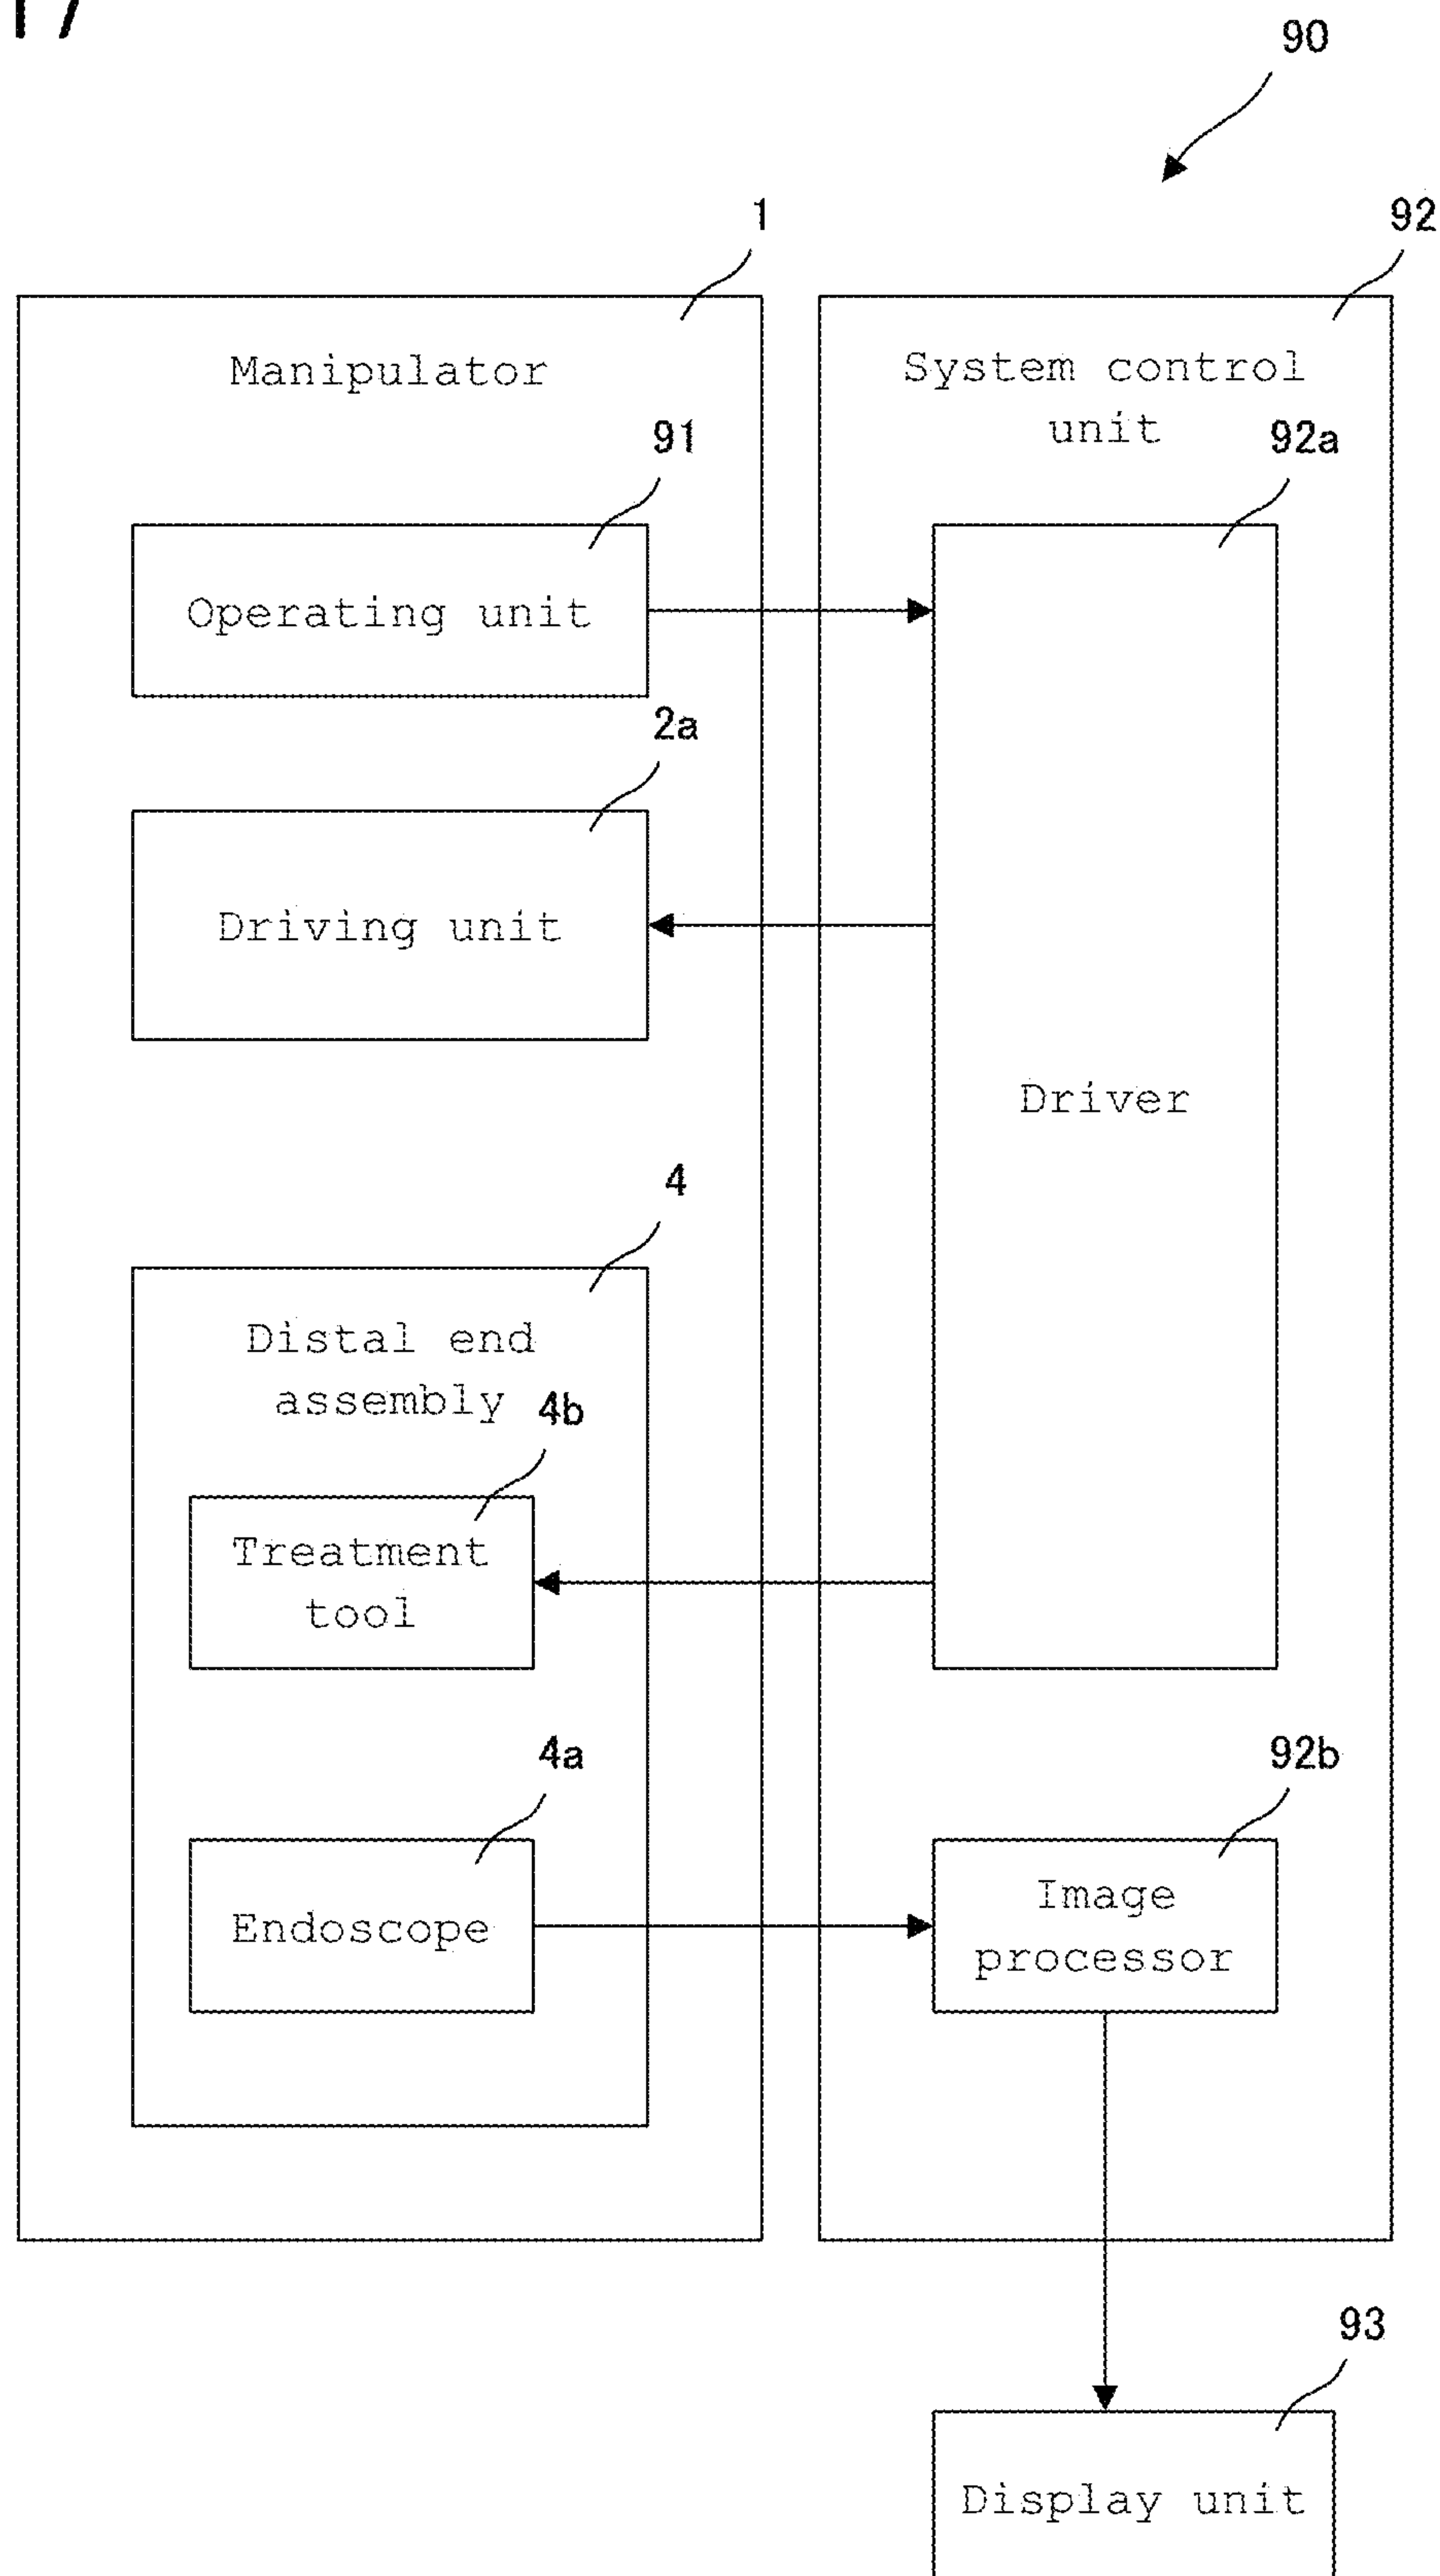 17
90
1
92
Manipulator
System control
unit
91
92a
Operating unit
2a
Driving unit
Driver
4
Distal end
assembly
4b
Treatment
tool
4a
92b
Endoscope
Image
processor
93
Display unit